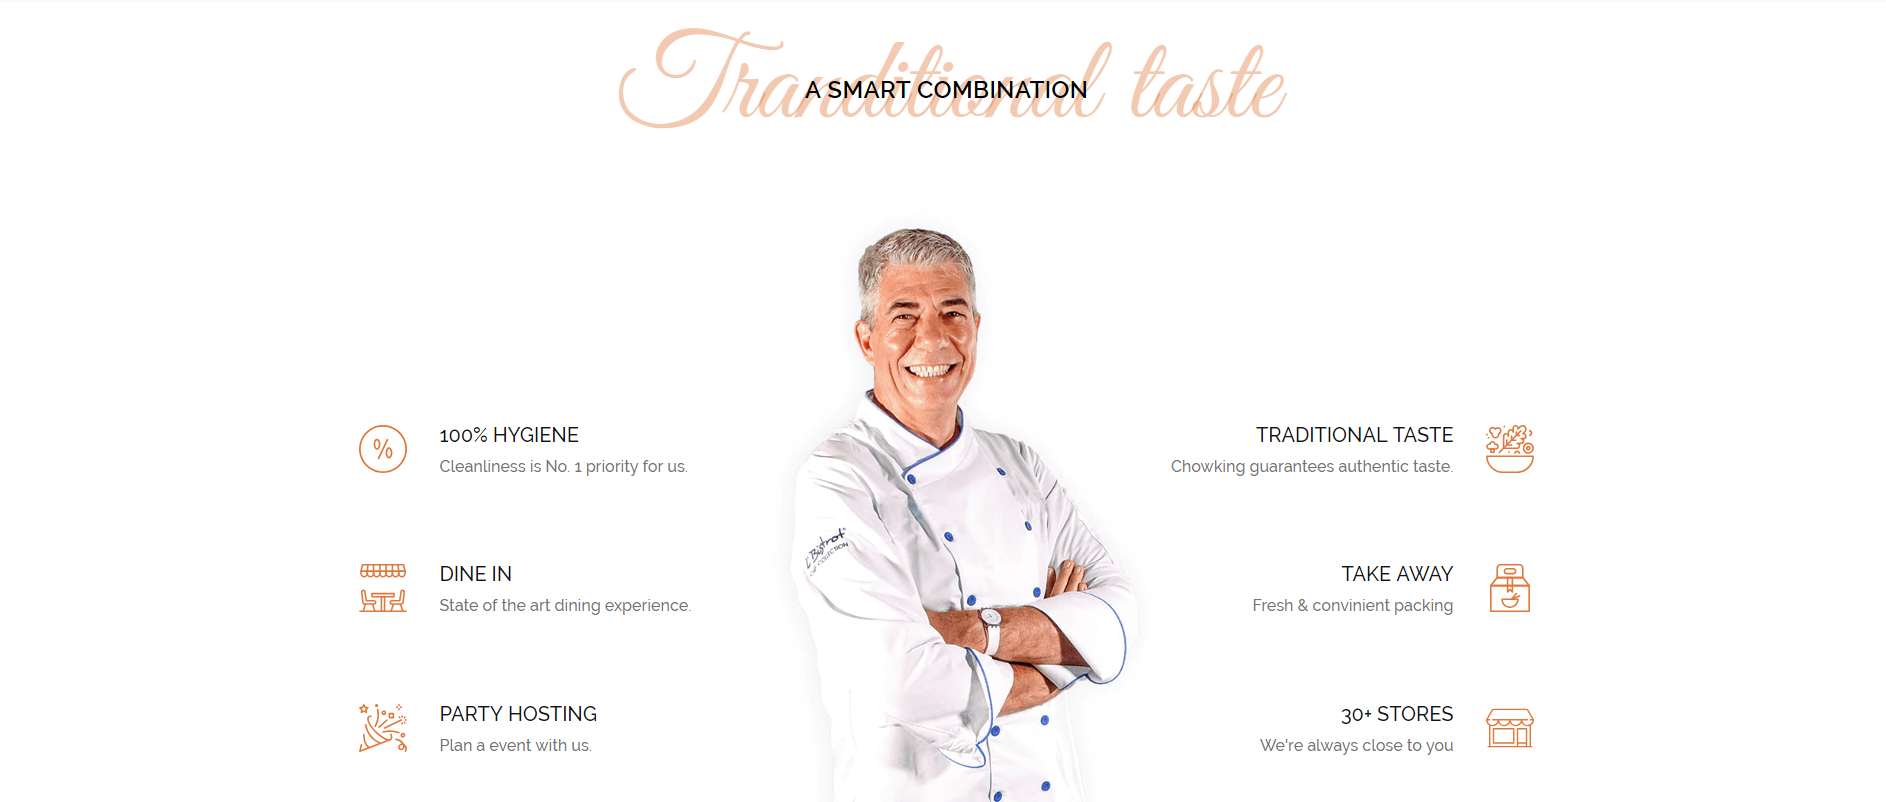 Tranditional taste
A SMART COMBINATION
100% HYGIENE
Cleanliness is No. 1 priority for us.
DINE IN
State of the art dining experience.
PARTY HOSTING
Plan a event with us.
TRADITIONAL TASTE
Chowking guarantees authentic taste.
TAKE AWAY
Fresh & convinient packing
30+ STORES
We're always close to you
%
Bistrot